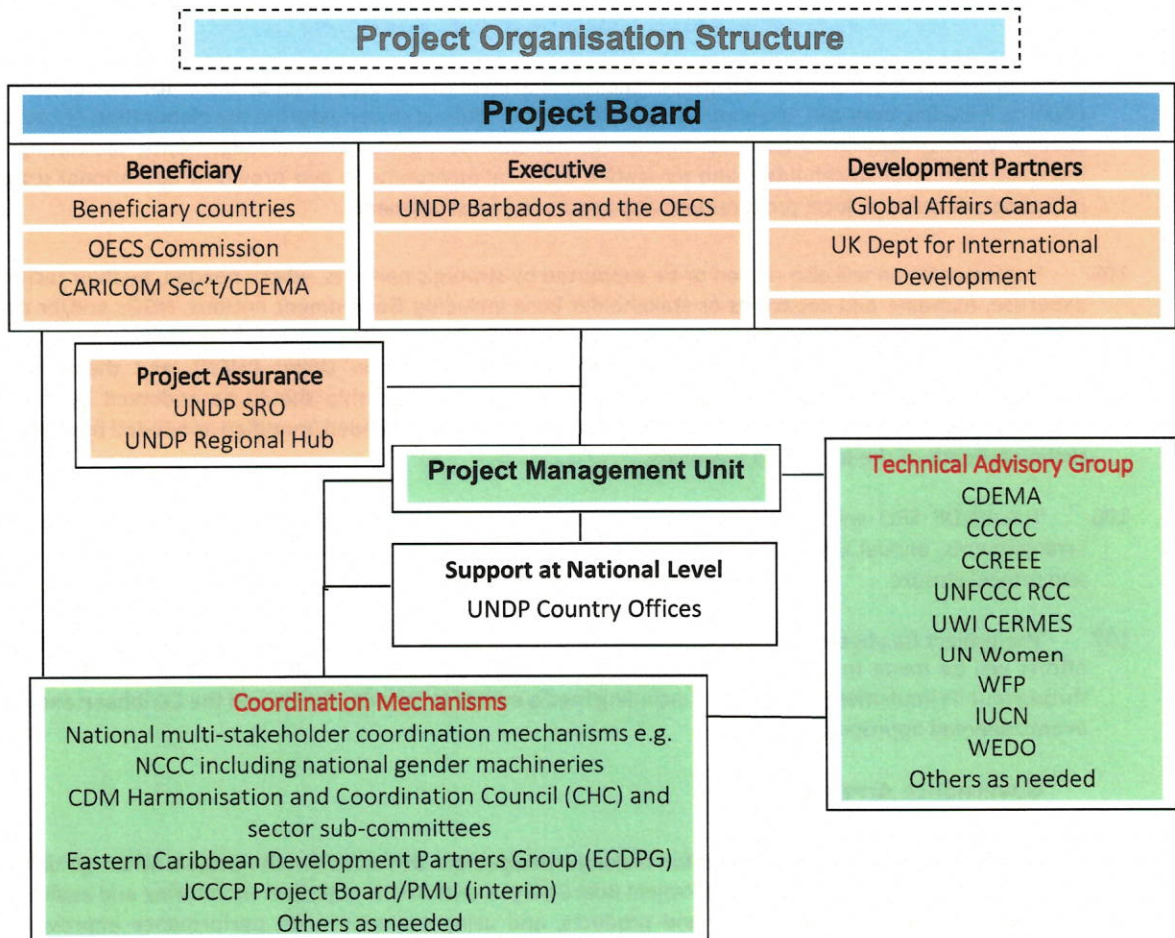 Project Organisation Structure
Project Board
Beneficiary
Beneficiary countries
OECS Commission
CARICOM Sec't/CDEMA
Executive
UNDP Barbados and the OECS
Development Partners
Global Affairs Canada
UK Dept for International
Development
Project Assurance
UNDP SRO
UNDP Regional Hub
Project Management Unit
Support at National Level
UNDP Country Offices
Technical Advisory Group
CDEMA
CCCCC
CCREEE
UNFCCC RCC
UWI CERMES
UN Women
WFP
IUCN
WEDO
Others as needed
Coordination Mechanisms
National multi-stakeholder coordination mechanisms e.g.
NCCC including national gender machineries
CDM Harmonisation and Coordination Council (CHC) and
sector sub-committees
Eastern Caribbean Development Partners Group (ECDPG)
JCCCP Project Board/PMU (interim)
Others as needed